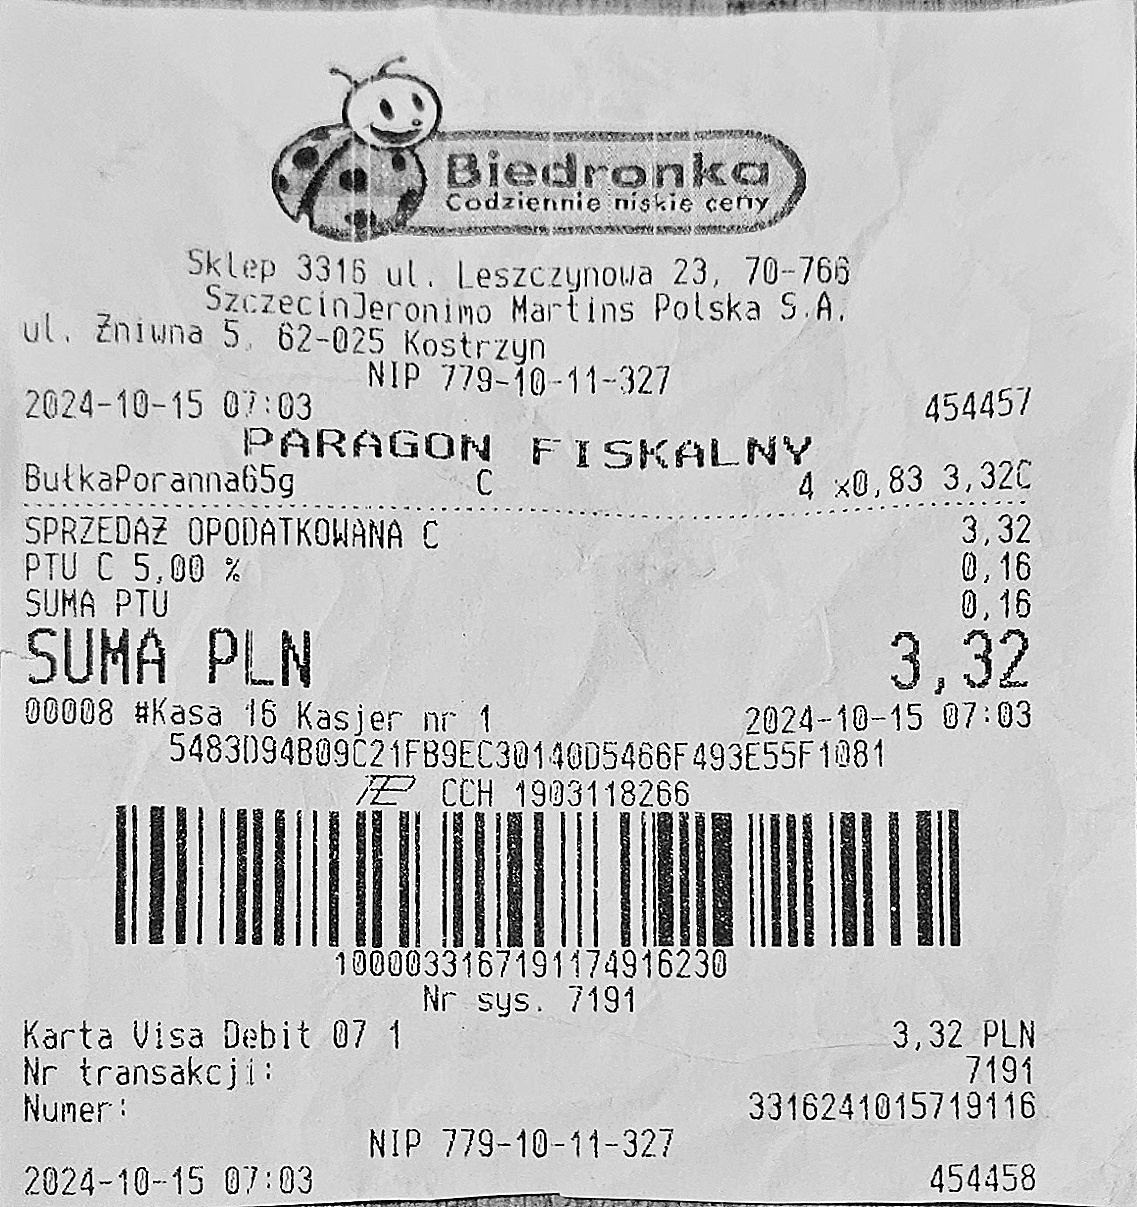 Biedronka
Codziennie niskie ceny
Sklep 3316 ul. Leszczynowa 23, 70-766
SzczecinJeronimo Martins Polska S.A.
ul. Żniwna 5, 62-025 Kostrzyn
NIP 779-10-11-327
2024-10-15 07:03 454457
PARAGON FISKALNY
BułkaPoranna65g C 4 x0,83 3,32C
SPRZEDAŻ OPODATKOWANA C 3,32
PTU C 5,00 % 0,16
SUMA PTU 0,16
SUMA PLN 3,32
00008 #Kasa 16 Kasjer nr 1 2024-10-15 07:03
5483D94B09C21FB9EC30140D5466F493E55F1081
CCH 1903118266
1000033167191174916230
Nr sys. 7191
Karta Visa Debit 07 1 3,32 PLN
Nr transakcji: 7191
Numer: 3316241015719116
NIP 779-10-11-327
2024-10-15 07:03 454458